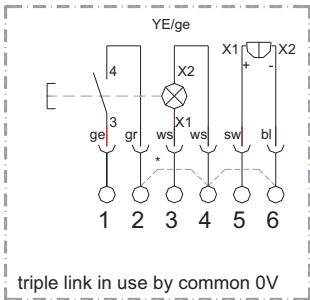 YE/ge
X1 X2
+ -
4 X2
3 X1
ge gr ws ws sw bl
*
1 2 3 4 5 6
triple link in use by common 0V